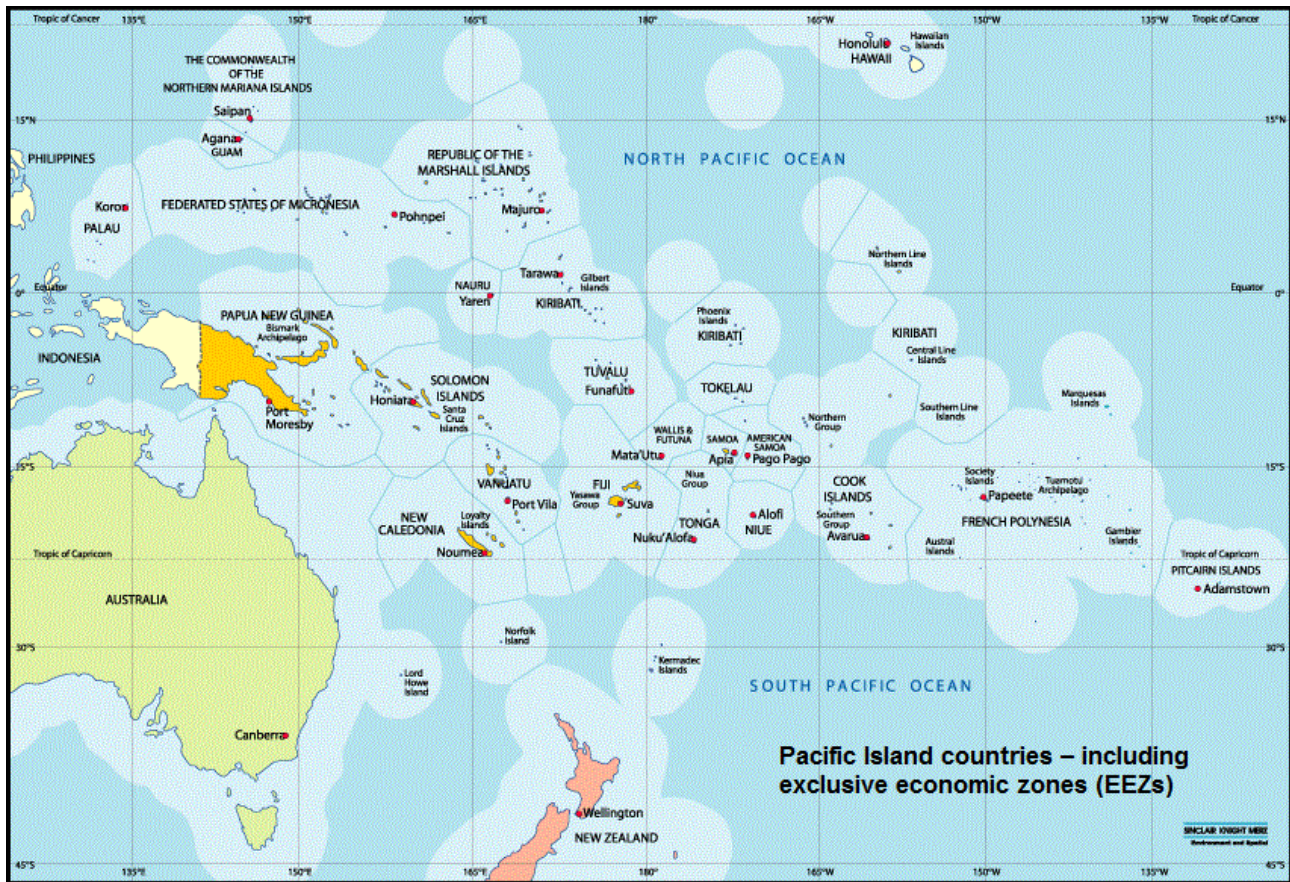 Tropic of Cancer
135°E
150°E
165°E
180°
165°W
150°W
135°W
Tropic of Cancer
Honolulu
HAWAII
Hawaiian
Islands
THE COMMONWEALTH
OF THE
NORTHERN MARIANA ISLANDS
Saipan
15°N
15°N
Agana
GUAM
PHILIPPINES
REPUBLIC OF THE
MARSHALL ISLANDS
NORTH PACIFIC OCEAN
Koror
PALAU
FEDERATED STATES OF MICRONESIA
Pohnpei
Majuro
Northern Line
Islands
Tarawa
Gilbert
Islands
KIRIBATI
NAURU
Yaren
Equator
0°
0°
Equator
PAPUA NEW GUINEA
Bismark
Archipelago
Phoenix
Islands
KIRIBATI
KIRIBATI
Central Line
Islands
INDONESIA
SOLOMON
ISLANDS
Honiara
Santa
Cruz
Islands
TUVALU
Funafuti
TOKELAU
Marquesas
Islands
Port
Moresby
Northern
Group
Southern Line
Islands
WALLIS &
FUTUNA
SAMOA
AMERICAN
SAMOA
Mata'Utu
Apia
Pago Pago
15°S
15°S
VANUATU
Port Vila
FIJI
Yasawa
Group
Suva
Niua
Group
COOK
ISLANDS
Society
Islands
Papeete
Tuamotu
Archipelago
NEW
CALEDONIA
Loyalty
Islands
Noumea
TONGA
Nuku'Alofa
Alofi
NIUE
Southern
Group
Avarua
FRENCH POLYNESIA
Austral
Islands
Gambier
Islands
Tropic of Capricorn
Tropic of Capricorn
PITCAIRN ISLANDS
Adamstown
AUSTRALIA
Norfolk
Island
30°S
30°S
Lord
Howe
Island
Kermadec
Islands
SOUTH PACIFIC OCEAN
Canberra
Pacific Island countries – including
exclusive economic zones (EEZs)
Wellington
NEW ZEALAND
SINCLAIR KNIGHT MERZ
Environment and Spatial
45°S
45°S
135°E
150°E
165°E
180°
165°W
150°W
135°W